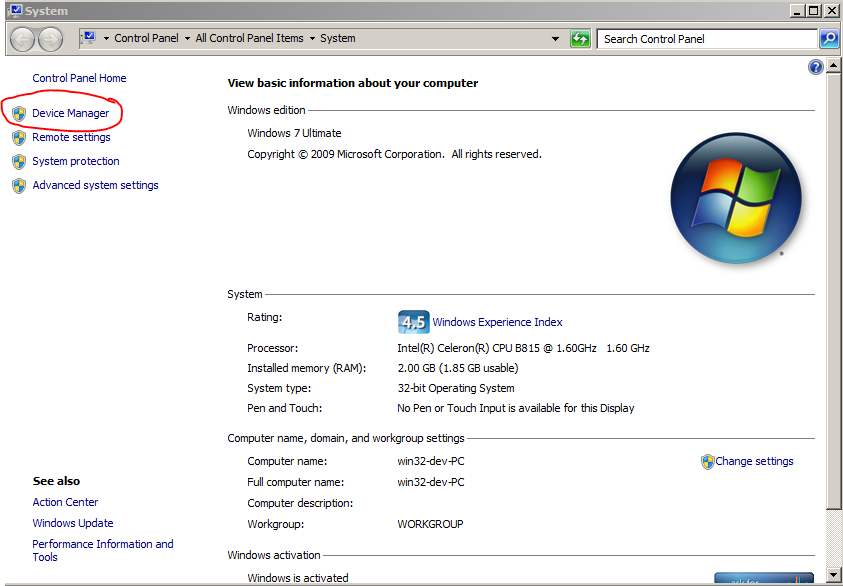 System
Control Panel All Control Panel Items System
Search Control Panel
Control Panel Home
Device Manager
Remote settings
System protection
Advanced system settings
See also
Action Center
Windows Update
Performance Information and
Tools
View basic information about your computer
Windows edition
Windows 7 Ultimate
Copyright © 2009 Microsoft Corporation. All rights reserved.
System
Rating: 4.5 Windows Experience Index
Processor: Intel(R) Celeron(R) CPU B815 @ 1.60GHz 1.60 GHz
Installed memory (RAM): 2.00 GB (1.85 GB usable)
System type: 32-bit Operating System
Pen and Touch: No Pen or Touch Input is available for this Display
Computer name, domain, and workgroup settings
Computer name: win32-dev-PC
Change settings
Full computer name: win32-dev-PC
Computer description:
Workgroup: WORKGROUP
Windows activation
Windows is activated
ask for